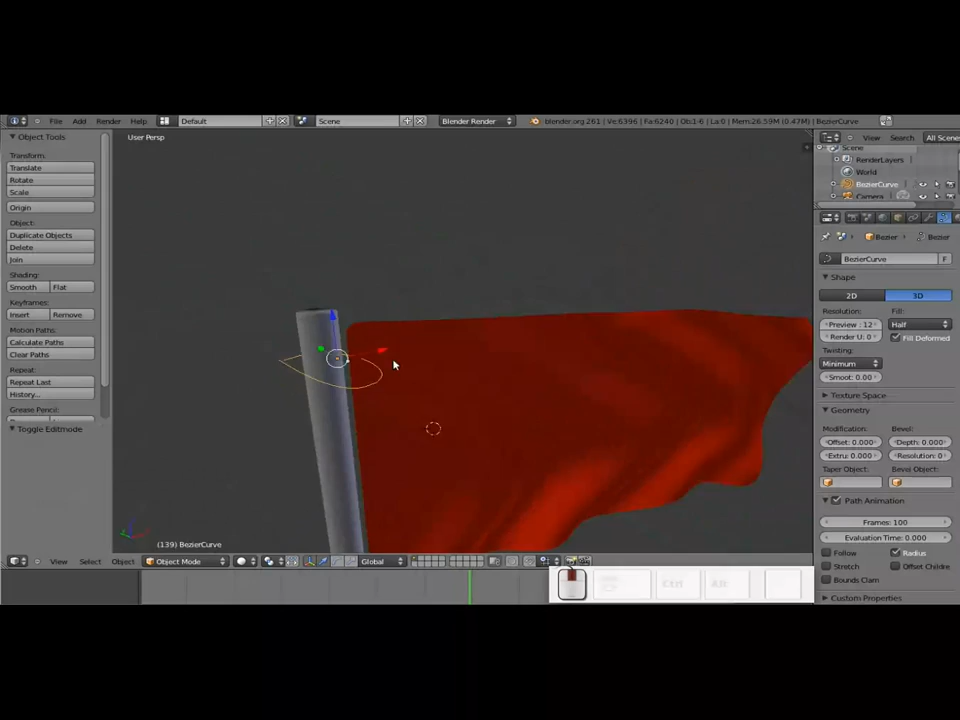 File Add Render Help Default Scene Blender Render blender.org 261 | Ve:6396 | Fa:6240 | Ob:1-6 | La:0 | Mem:26.59M (0.47M) | BezierCurve
Object Tools
Transform:
Translate
Rotate
Scale
Origin
Object:
Duplicate Objects
Delete
Join
Shading:
Smooth Flat
Keyframes:
Insert Remove
Motion Paths:
Calculate Paths
Clear Paths
Repeat:
Repeat Last
History...
Grease Pencil:
Toggle Editmode
User Persp
(139) BezierCurve
View Select Object Object Mode Global
Ctrl Alt
View Search All Scenes
Scene
RenderLayers
World
BezierCurve
Camera
Bezier Bezier
BezierCurve F
Shape
2D 3D
Resolution: Fill:
Preview : 12 Half
Render U: 0 Fill Deformed
Twisting:
Minimum
Smoot: 0.00
Texture Space
Geometry
Modification: Bevel:
Offset: 0.000 Depth: 0.000
Extru: 0.000 Resolution: 0
Taper Object: Bevel Object:
Path Animation
Frames: 100
Evaluation Time: 0.000
Follow Radius
Stretch Offset Childre
Bounds Clam
Custom Properties